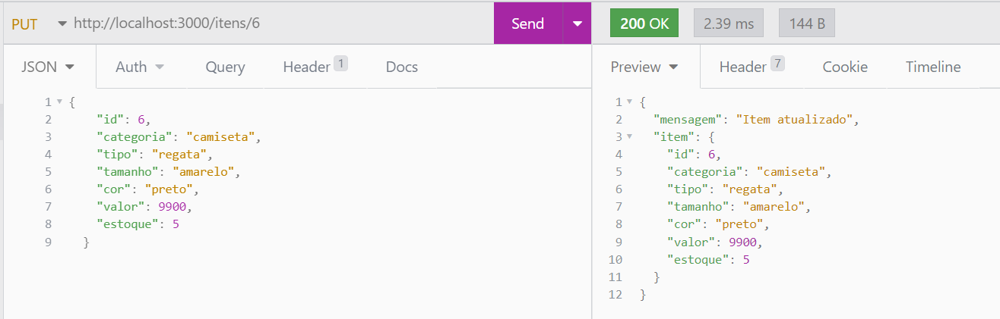 PUT http://localhost:3000/itens/6 Send 200 OK 2.39 ms 144 B
JSON Auth Query Header 1 Docs
1 {
2 "id": 6,
3 "categoria": "camiseta",
4 "tipo": "regata",
5 "tamanho": "amarelo",
6 "cor": "preto",
7 "valor": 9900,
8 "estoque": 5
9 }
Preview Header 7 Cookie Timeline
1 {
2 "mensagem": "Item atualizado",
3 "item": {
4 "id": 6,
5 "categoria": "camiseta",
6 "tipo": "regata",
7 "tamanho": "amarelo",
8 "cor": "preto",
9 "valor": 9900,
10 "estoque": 5
11 }
12 }